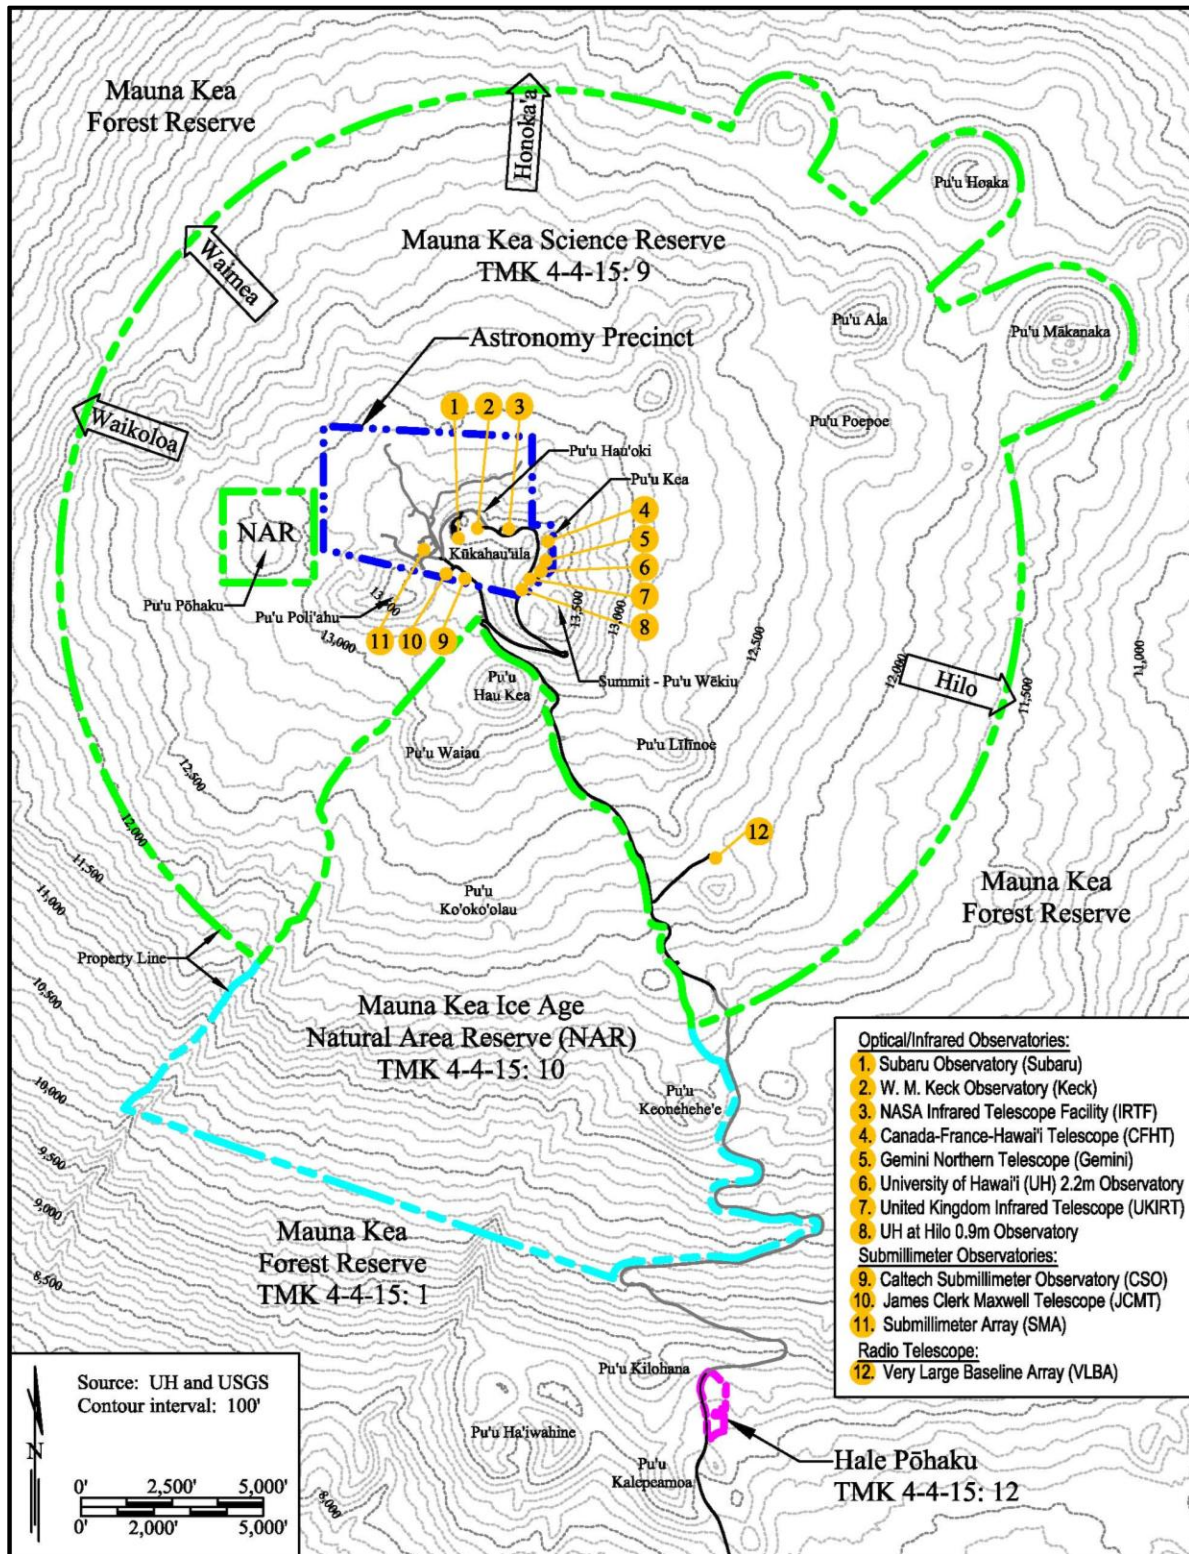 Mauna Kea
Forest Reserve
Honoka'a
Waimea
Waikoloa
Mauna Kea Science Reserve
TMK 4-4-15: 9
Pu'u Hoaka
Pu'u Ala
Pu'u Mākanaka
Pu'u Poepoe
Astronomy Precinct
1
2
3
Pu'u Hau'oki
Pu'u Kea
4
5
6
7
8
NAR
Kūkahau'ula
Pu'u Pōhaku
Pu'u Poli'ahu
13,000
11
10
9
13,500
13,000
12,500
12,000
11,500
11,000
Summit - Pu'u Wēkiu
Hilo
Pu'u
Hau Kea
Pu'u Waiau
Pu'u Līlīnoe
12,500
12,000
11,500
11,000
10,500
10,000
9,500
9,000
8,500
8,000
12
Pu'u
Ko'oko'olau
Mauna Kea
Forest Reserve
Property Line
Mauna Kea Ice Age
Natural Area Reserve (NAR)
TMK 4-4-15: 10
Pu'u
Keonehehe'e
Mauna Kea
Forest Reserve
TMK 4-4-15: 1
Optical/Infrared Observatories:
1. Subaru Observatory (Subaru)
2. W. M. Keck Observatory (Keck)
3. NASA Infrared Telescope Facility (IRTF)
4. Canada-France-Hawai'i Telescope (CFHT)
5. Gemini Northern Telescope (Gemini)
6. University of Hawai'i (UH) 2.2m Observatory
7. United Kingdom Infrared Telescope (UKIRT)
8. UH at Hilo 0.9m Observatory
Submillimeter Observatories:
9. Caltech Submillimeter Observatory (CSO)
10. James Clerk Maxwell Telescope (JCMT)
11. Submillimeter Array (SMA)
Radio Telescope:
12. Very Large Baseline Array (VLBA)
Pu'u Kilohana
Pu'u Ha'iwahine
Pu'u
Kalepeamoa
Hale Pōhaku
TMK 4-4-15: 12
Source: UH and USGS
Contour interval: 100'
N
0' 2,500' 5,000'
0' 2,000' 5,000'